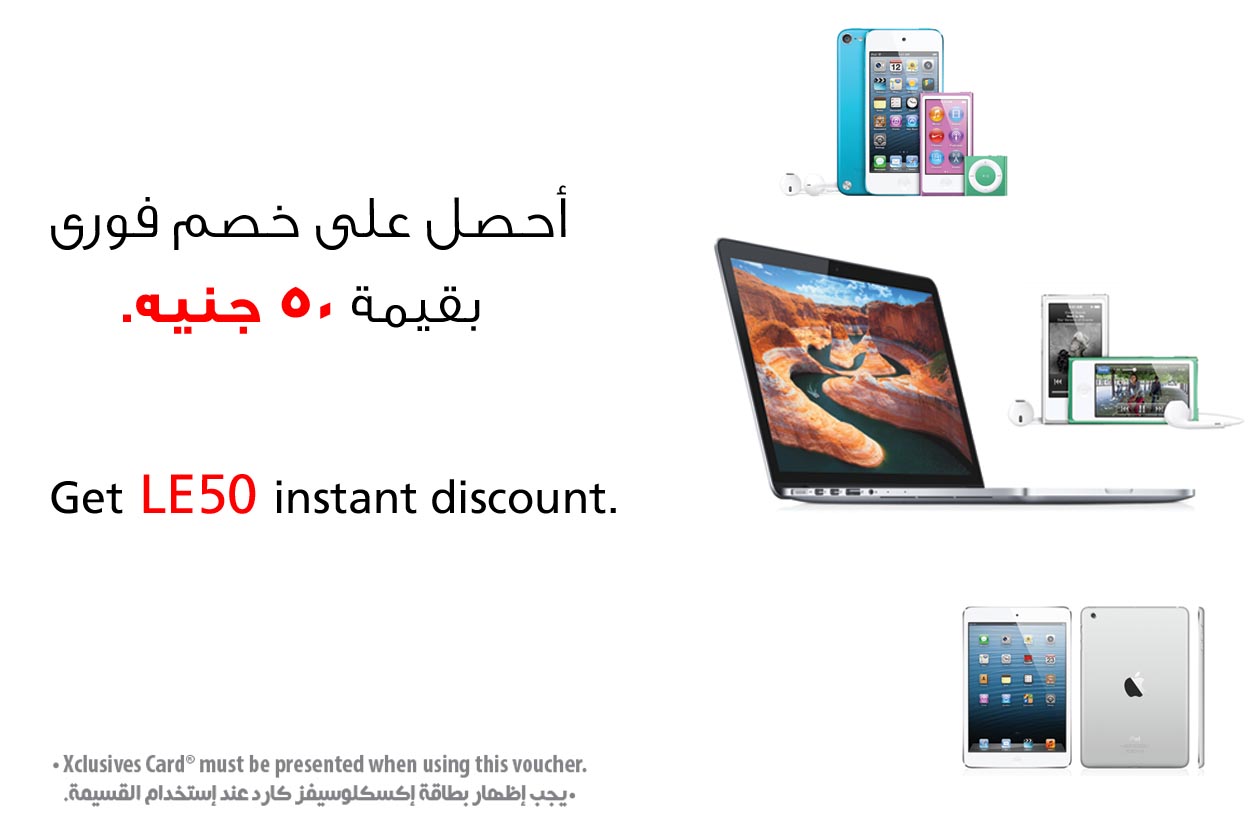 أحصل على خصم فورى
بقيمة ٥٠ جنيه.
Get LE50 instant discount.
• Xclusives Card® must be presented when using this voucher.
•يجب إظهار بطاقة إكسكلوسيفز كارد عند إستخدام القسيمة.